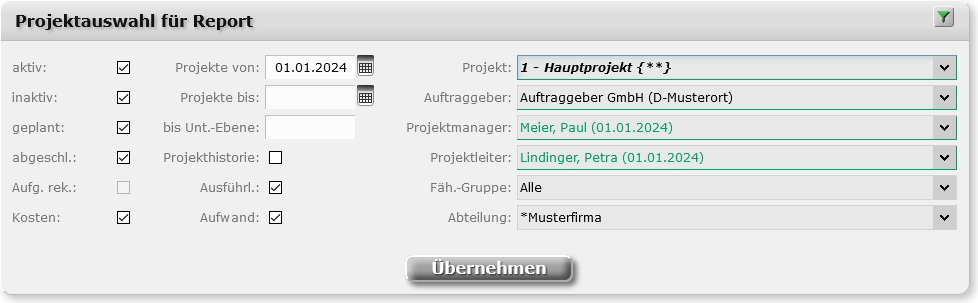 Projektauswahl für Report
aktiv: Projekte von: 01.01.2024 Projekt: 1 - Hauptprojekt {**}
inaktiv: Projekte bis: Auftraggeber: Auftraggeber GmbH (D-Musterort)
geplant: bis Unt.-Ebene: Projektmanager: Meier, Paul (01.01.2024)
abgeschl.: Projekthistorie: Projektleiter: Lindinger, Petra (01.01.2024)
Aufg. rek.: Ausführl.: Fäh.-Gruppe: Alle
Kosten: Aufwand: Abteilung: *Musterfirma
Übernehmen